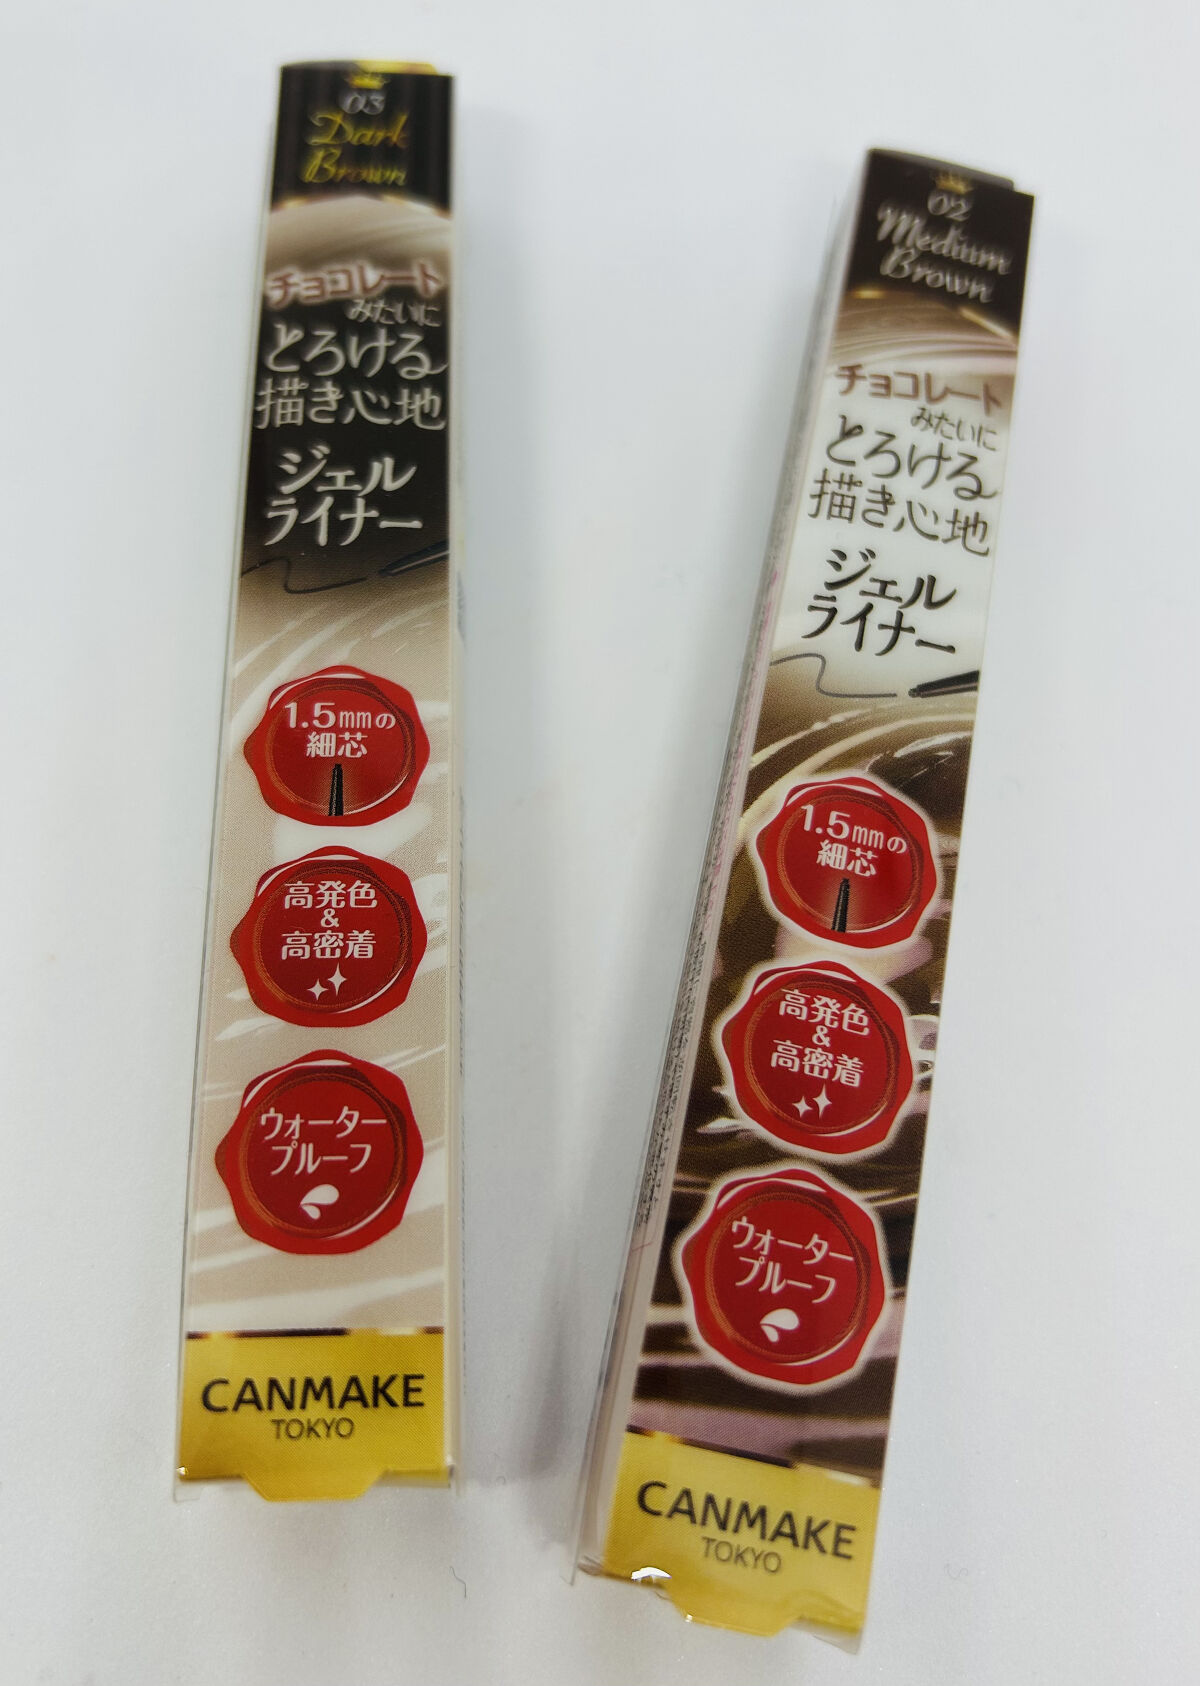 03
Dark
Brown
チョコレート
みたいに
とろける
描き心地
ジェル
ライナー
1.5mmの
細芯
高発色
&
高密着
ウォーター
プルーフ
CANMAKE
TOKYO
02
Medium
Brown
チョコレート
みたいに
とろける
描き心地
ジェル
ライナー
1.5mmの
細芯
高発色
&
高密着
ウォーター
プルーフ
CANMAKE
TOKYO